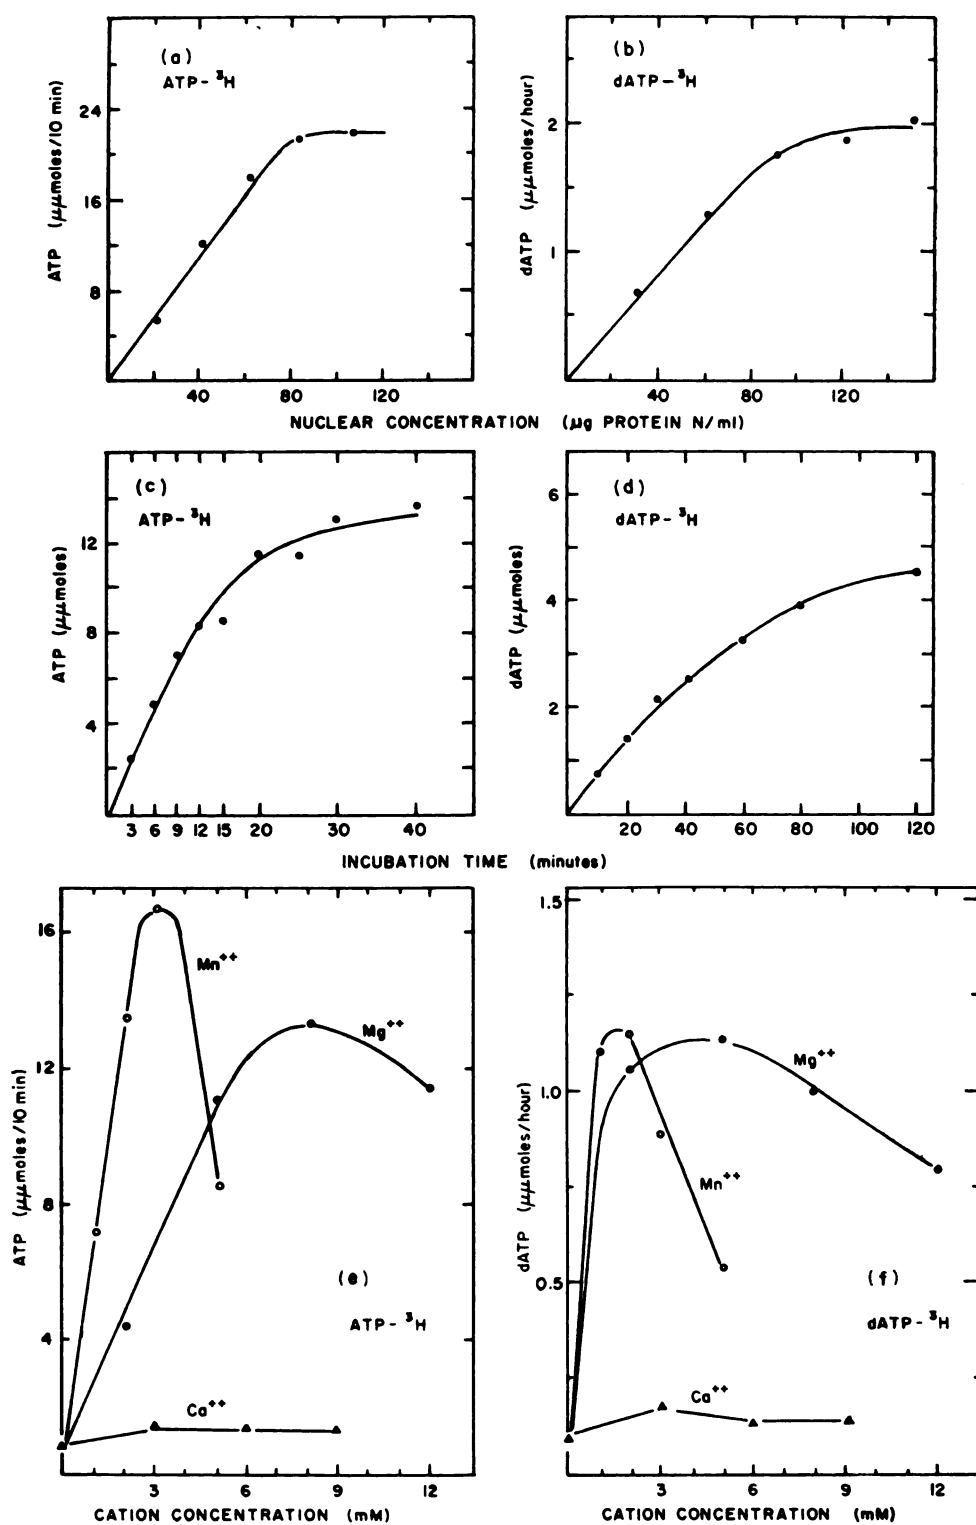 (a)
ATP-³H
ATP (μμmoles/10 min)
24
16
8
40 80 120
(b)
dATP-³H
dATP (μμmoles/hour)
2
1
40 80 120
NUCLEAR CONCENTRATION (μg PROTEIN N/ml)
(c)
ATP-³H
ATP (μμmoles)
12
8
4
3 6 9 12 15 20 30 40
(d)
dATP-³H
dATP (μμmoles)
6
4
2
20 40 60 80 100 120
INCUBATION TIME (minutes)
ATP (μμmoles/10 min)
16
12
8
4
Mn⁺⁺
Mg⁺⁺
(e)
ATP-³H
Ca⁺⁺
3 6 9 12
CATION CONCENTRATION (mM)
dATP (μμmoles/hour)
1.5
1.0
0.5
Mg⁺⁺
Mn⁺⁺
(f)
dATP-³H
Ca⁺⁺
3 6 9 12
CATION CONCENTRATION (mM)